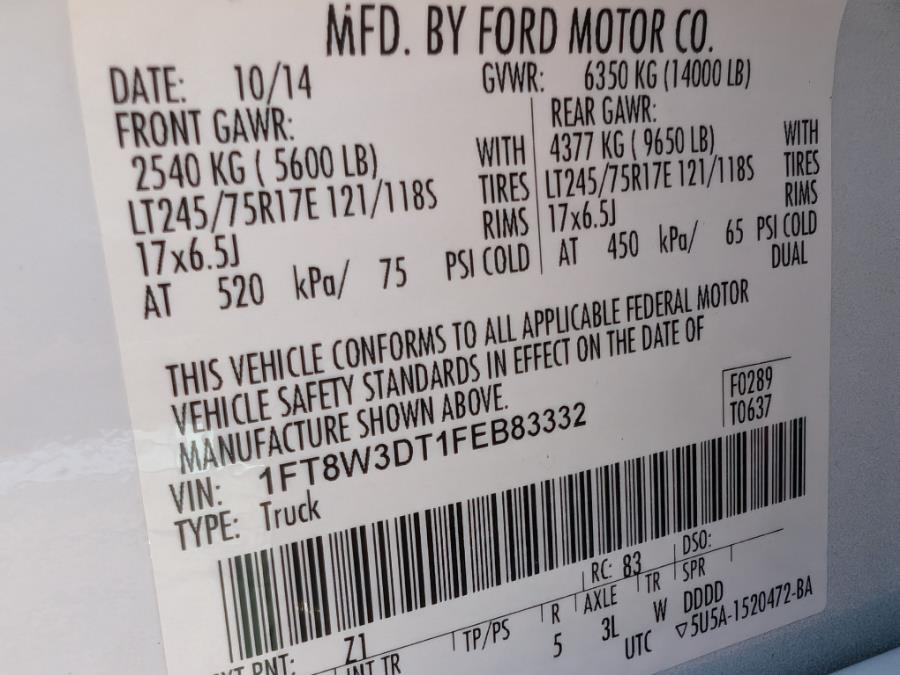 MFD. BY FORD MOTOR CO.
DATE: 10/14 GVWR: 6350 KG (14000 LB)
FRONT GAWR:
2540 KG ( 5600 LB) WITH
LT245/75R17E 121/118S TIRES
17x6.5J RIMS
AT 520 kPa/ 75 PSI COLD
REAR GAWR:
4377 KG ( 9650 LB) WITH
LT245/75R17E 121/118S TIRES
17x6.5J RIMS
AT 450 kPa/ 65 PSI COLD
DUAL
THIS VEHICLE CONFORMS TO ALL APPLICABLE FEDERAL MOTOR
VEHICLE SAFETY STANDARDS IN EFFECT ON THE DATE OF
MANUFACTURE SHOWN ABOVE.
F0289
T0637
VIN: 1FT8W3DT1FEB83332
TYPE: Truck
RC: 83 DSO:
PNT: Z1
INT TR TP/PS R AXLE TR SPR
5 3L W DDDD
UTC ▽5U5A-1520472-BA